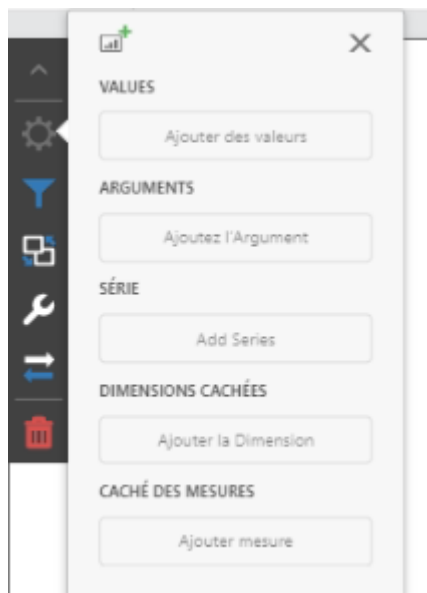 VALUES
Ajouter des valeurs
ARGUMENTS
Ajoutez l'Argument
SÉRIE
Add Series
DIMENSIONS CACHÉES
Ajouter la Dimension
CACHÉ DES MESURES
Ajouter mesure